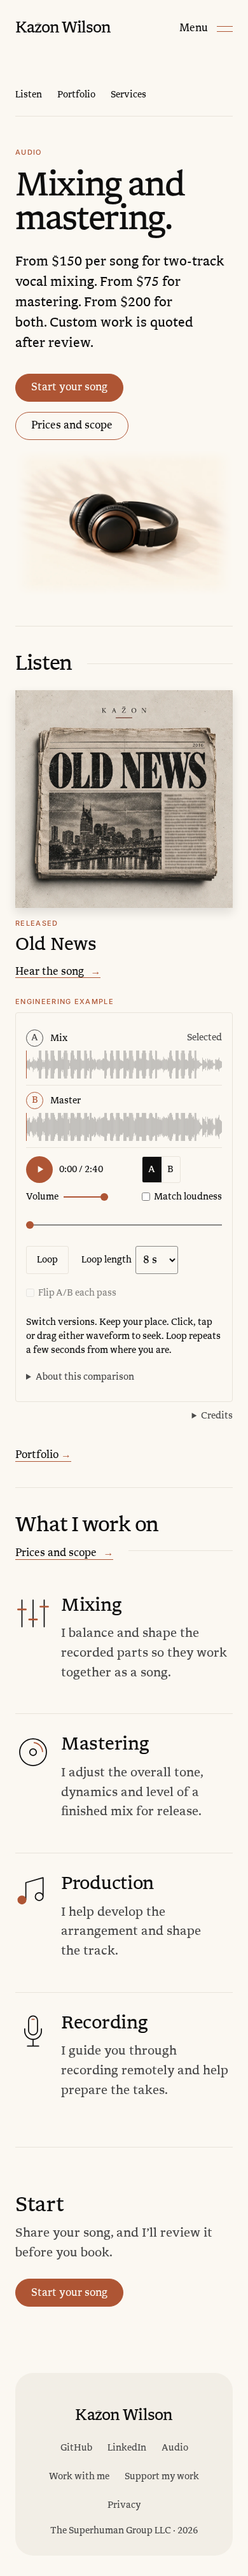 Kazon Wilson
Menu
Listen Portfolio Services
AUDIO
Mixing and
mastering.
From $150 per song for two-track
vocal mixing. From $75 for
mastering. From $200 for
both. Custom work is quoted
after review.
Start your song
Prices and scope
Listen
K A Ž O N
OLD NEWS
RELEASED
Old News
Hear the song →
ENGINEERING EXAMPLE
A Mix Selected
B Master
0:00 / 2:40 A B
Volume Match loudness
Loop Loop length 8 s
Flip A/B each pass
Switch versions. Keep your place. Click, tap
or drag either waveform to seek. Loop repeats
a few seconds from where you are.
▶ About this comparison
▶ Credits
Portfolio →
What I work on
Prices and scope →
Mixing
I balance and shape the
recorded parts so they work
together as a song.
Mastering
I adjust the overall tone,
dynamics and level of a
finished mix for release.
Production
I help develop the
arrangement and shape
the track.
Recording
I guide you through
recording remotely and help
prepare the takes.
Start
Share your song, and I'll review it
before you book.
Start your song
Kazon Wilson
GitHub LinkedIn Audio
Work with me Support my work
Privacy
The Superhuman Group LLC · 2026